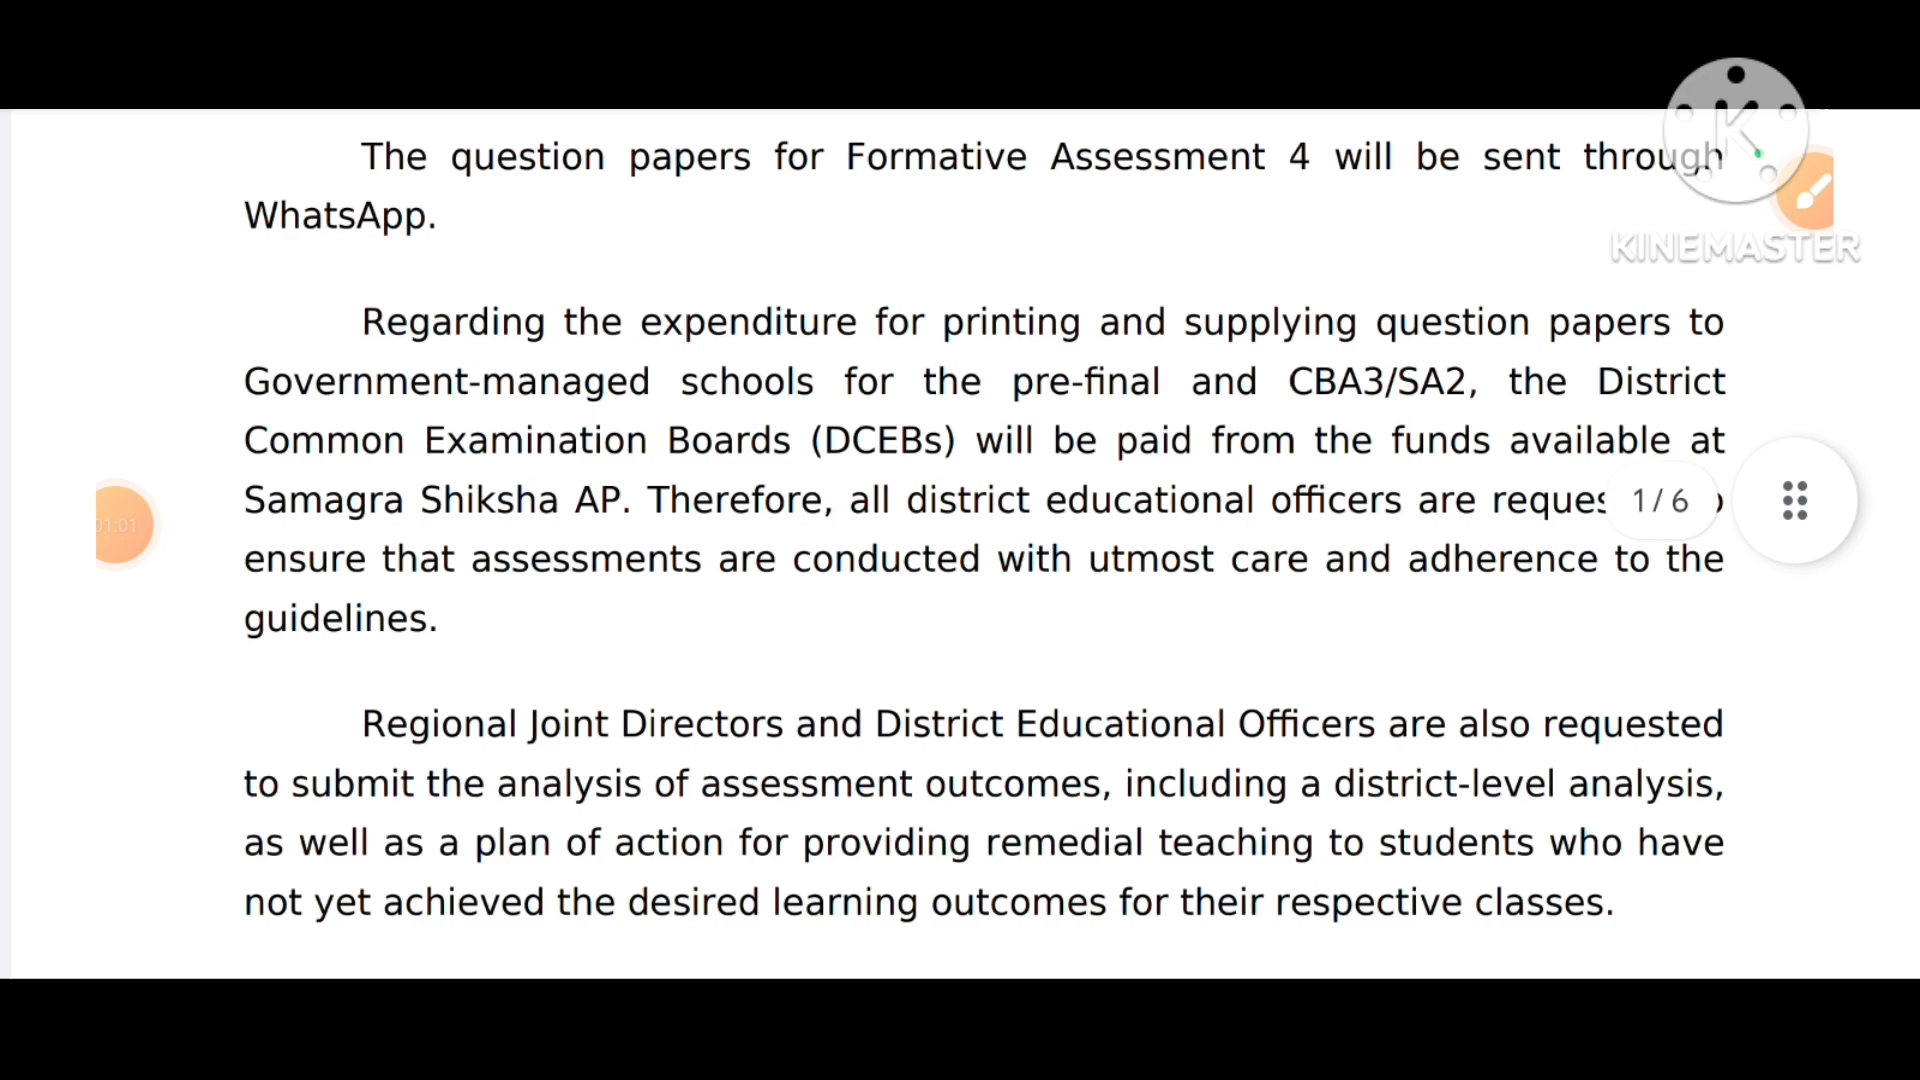 The question papers for Formative Assessment 4 will be sent through
WhatsApp.
KINEMASTER
Regarding the expenditure for printing and supplying question papers to
Government-managed schools for the pre-final and CBA3/SA2, the District
Common Examination Boards (DCEBs) will be paid from the funds available at
Samagra Shiksha AP. Therefore, all district educational officers are
1/6
01:01
ensure that assessments are conducted with utmost care and adherence to the
guidelines.
Regional Joint Directors and District Educational Officers are also requested
to submit the analysis of assessment outcomes, including a district-level analysis,
as well as a plan of action for providing remedial teaching to students who have
not yet achieved the desired learning outcomes for their respective classes.